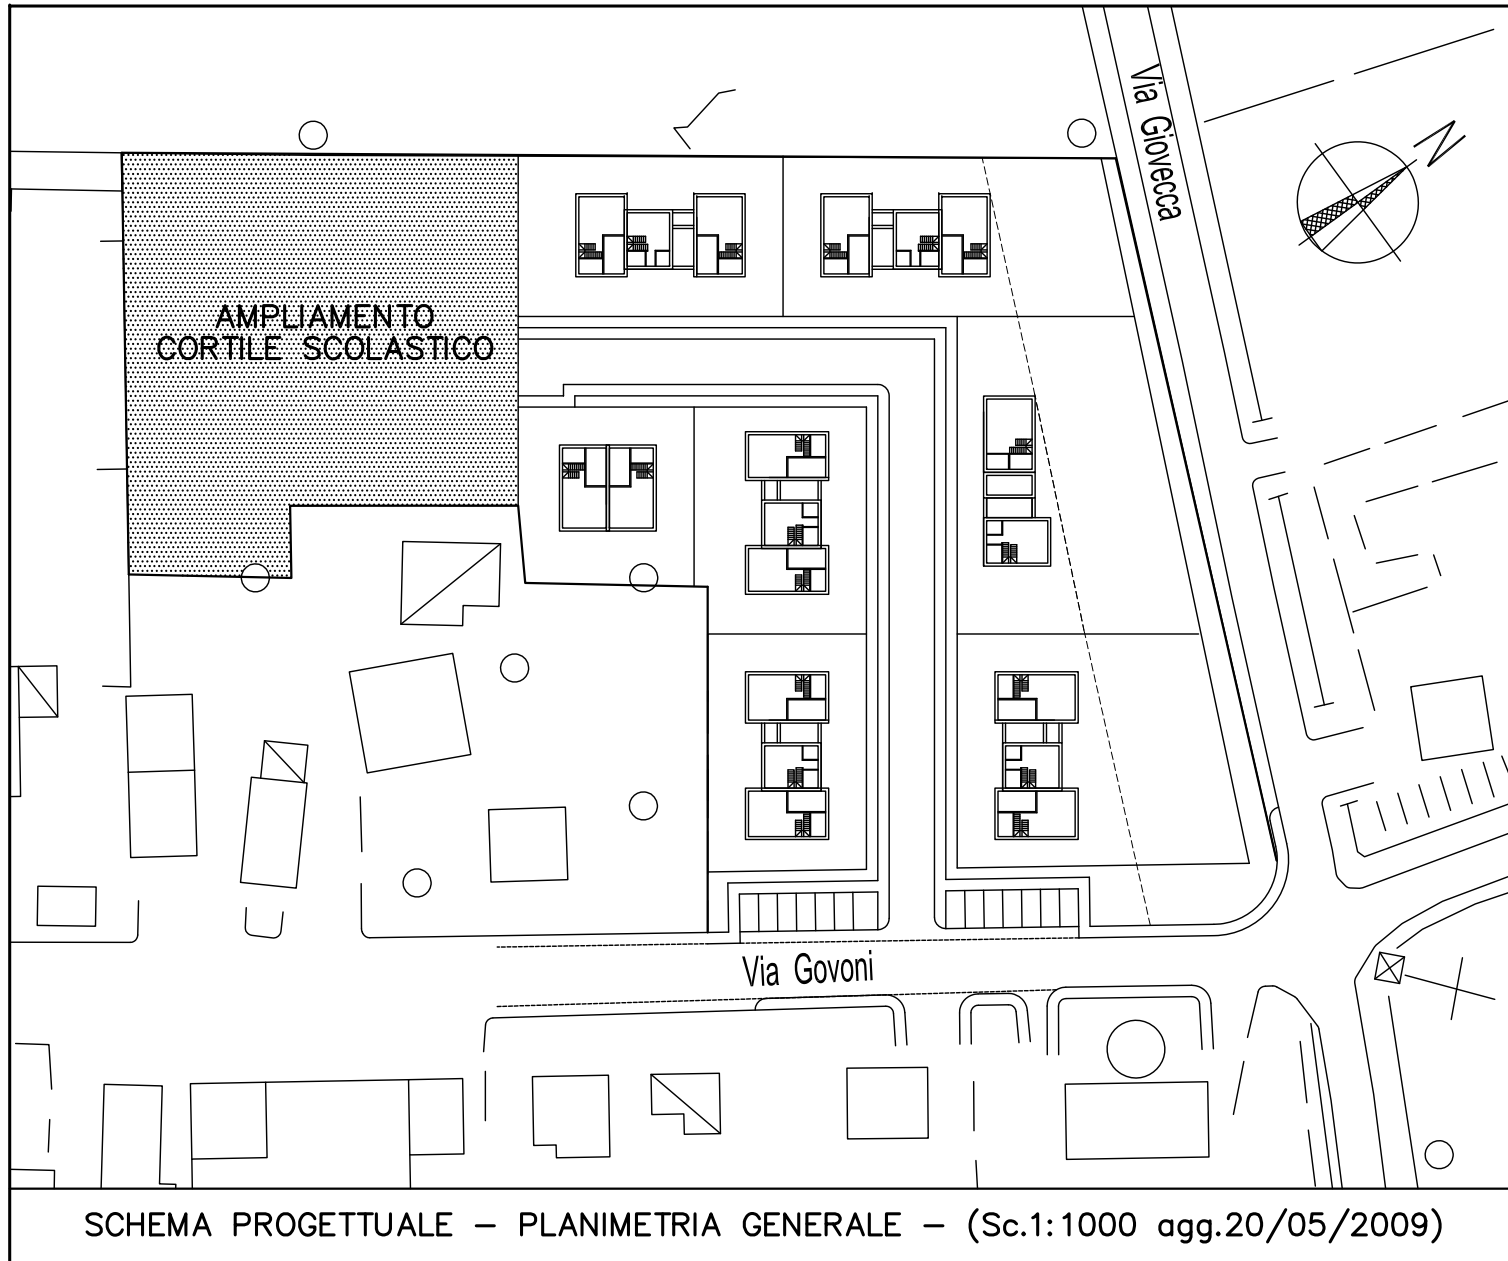 Via Giovecca
N
AMPLIAMENTO
CORTILE SCOLASTICO
Via Govoni
SCHEMA PROGETTUALE - PLANIMETRIA GENERALE - (Sc.1:1000 agg.20/05/2009)